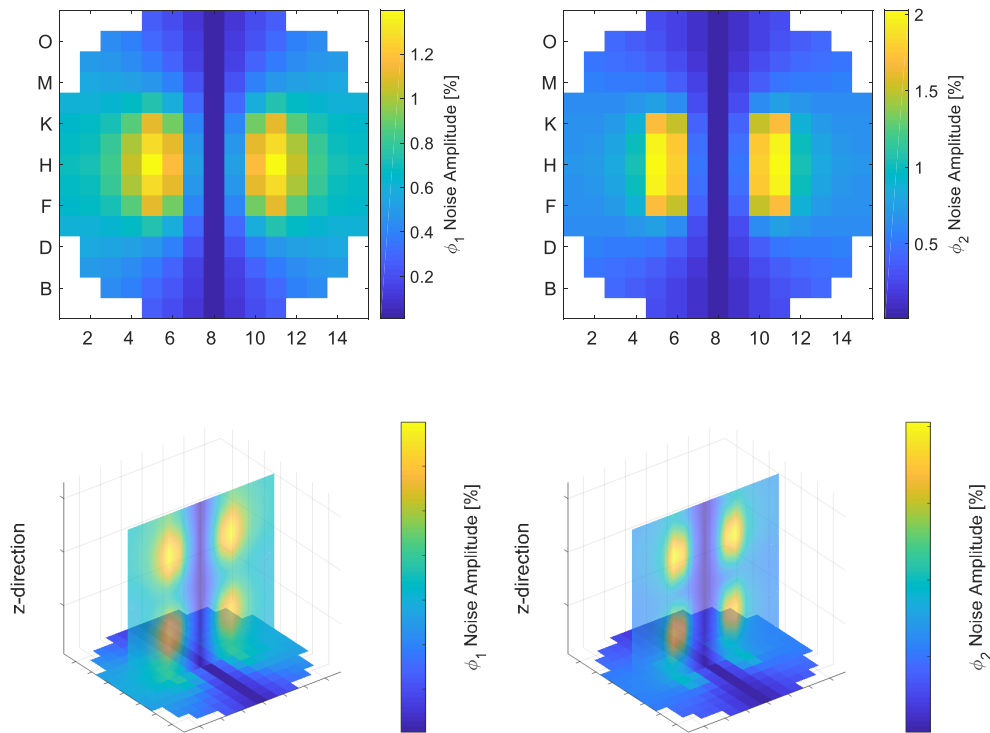 O
M
K
H
F
D
B
2 4 6 8 10 12 14
1.2
1
0.8
0.6
0.4
0.2
ϕ1 Noise Amplitude [%]
O
M
K
H
F
D
B
2 4 6 8 10 12 14
2
1.5
1
0.5
ϕ2 Noise Amplitude [%]
z-direction
ϕ1 Noise Amplitude [%]
z-direction
ϕ2 Noise Amplitude [%]